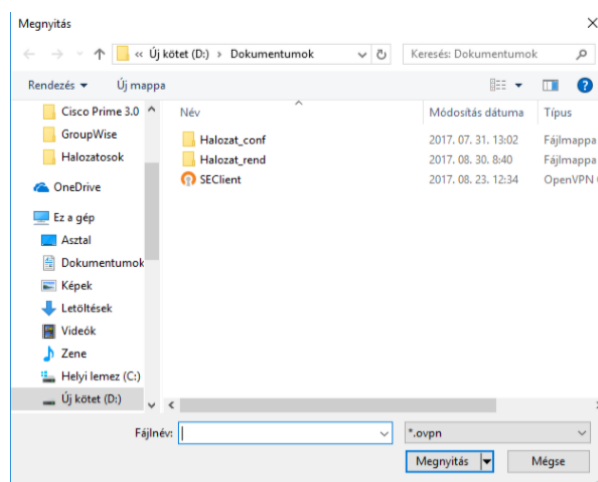 Megnyitás
« Új kötet (D:) › Dokumentumok
Keresés: Dokumentumok
Rendezés
Új mappa
Cisco Prime 3.0
GroupWise
Halozatosok
OneDrive
Ez a gép
Asztal
Dokumentumok
Képek
Letöltések
Videók
Zene
Helyi lemez (C:)
Új kötet (D:)
Név Módosítás dátuma Típus
Halozat_conf 2017. 07. 31. 13:02 Fájlmappa
Halozat_rend 2017. 08. 30. 8:40 Fájlmappa
SEClient 2017. 08. 23. 12:34 OpenVPN
Fájlnév: *.ovpn
Megnyitás Mégse